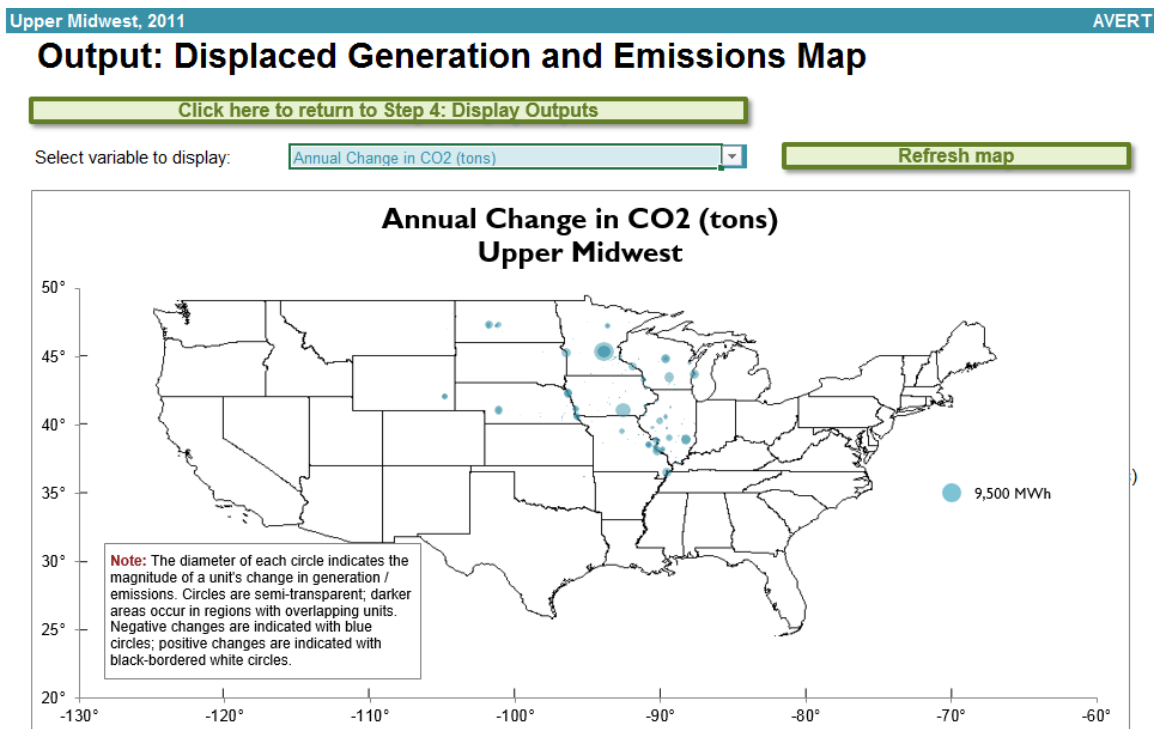 Upper Midwest, 2011 AVERT
Output: Displaced Generation and Emissions Map
Click here to return to Step 4: Display Outputs
Select variable to display: Annual Change in CO2 (tons) Refresh map
Annual Change in CO2 (tons)
Upper Midwest
50°
45°
40°
35°
30°
25°
20°
-130° -120° -110° -100° -90° -80° -70° -60°
9,500 MWh
)
Note: The diameter of each circle indicates the
magnitude of a unit's change in generation /
emissions. Circles are semi-transparent; darker
areas occur in regions with overlapping units.
Negative changes are indicated with blue
circles; positive changes are indicated with
black-bordered white circles.